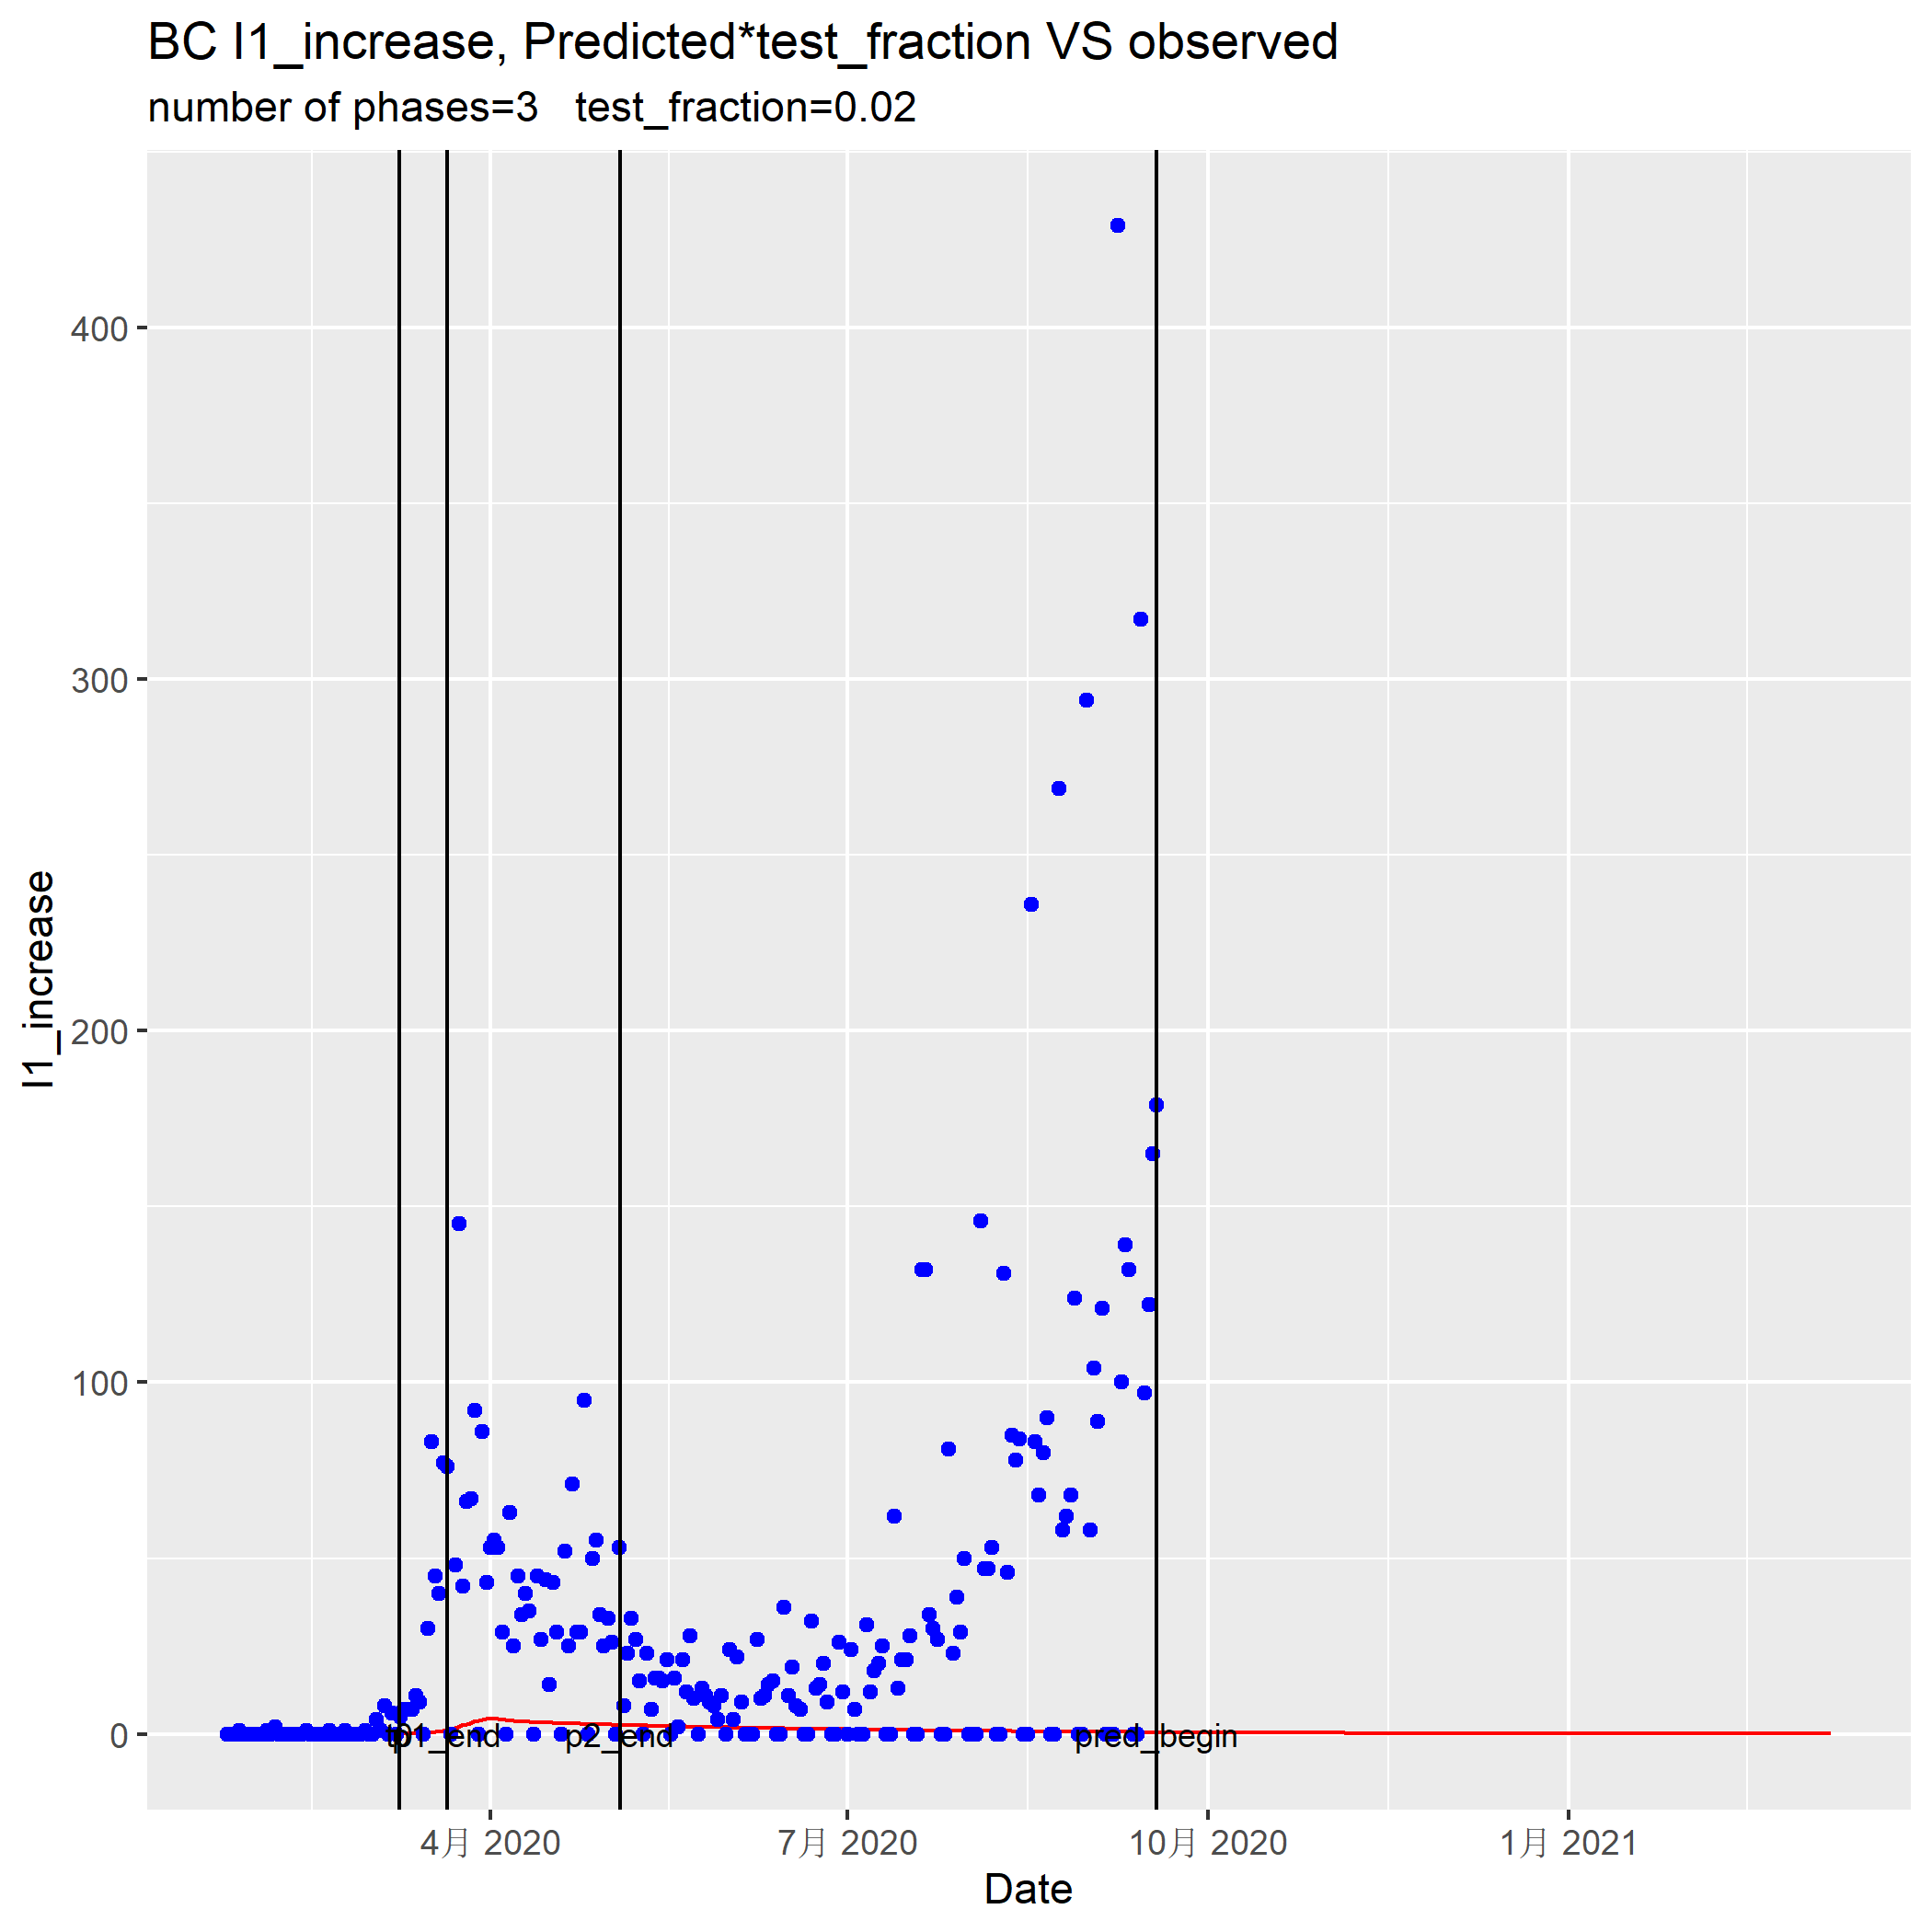 BC I1_increase, Predicted*test_fraction VS observed
number of phases=3 test_fraction=0.02
I1_increase
400
300
200
100
0
p1_end
p2_end
pred_begin
4月 2020
7月 2020
10月 2020
1月 2021
Date